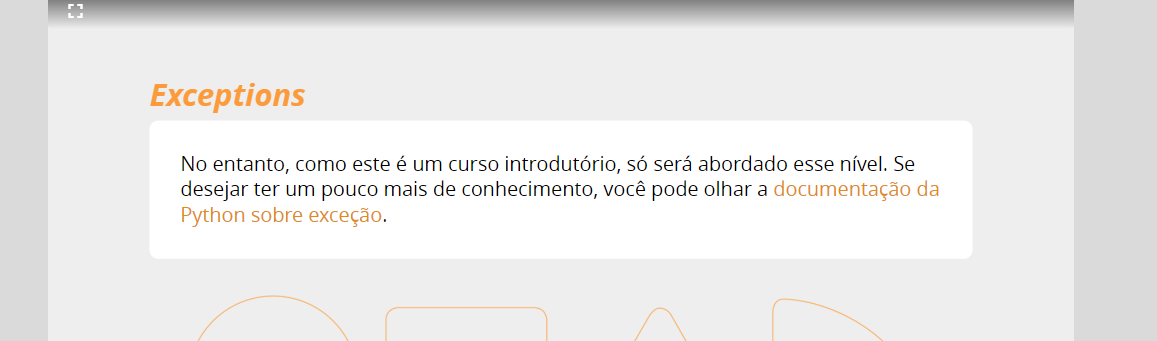 Exceptions
No entanto, como este é um curso introdutório, só será abordado esse nível. Se
desejar ter um pouco mais de conhecimento, você pode olhar a documentação da
Python sobre exceção.